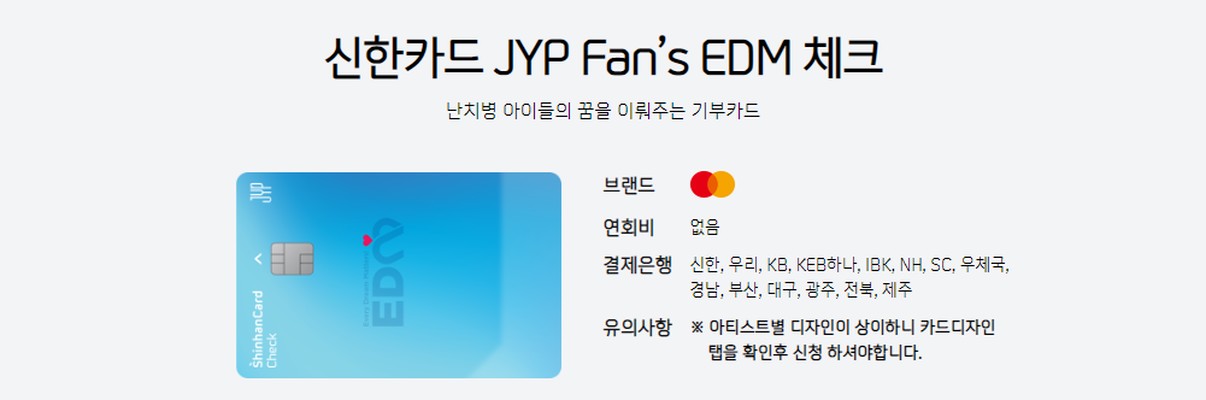 신한카드 JYP Fan's EDM 체크
난치병 아이들의 꿈을 이뤄주는 기부카드
JYP
ShinhanCard
Check
Every Dream Matters!
EDM
브랜드
연회비 없음
결제은행 신한, 우리, KB, KEB하나, IBK, NH, SC, 우체국,
경남, 부산, 대구, 광주, 전북, 제주
유의사항 ※ 아티스트별 디자인이 상이하니 카드디자인
탭을 확인후 신청 하셔야합니다.